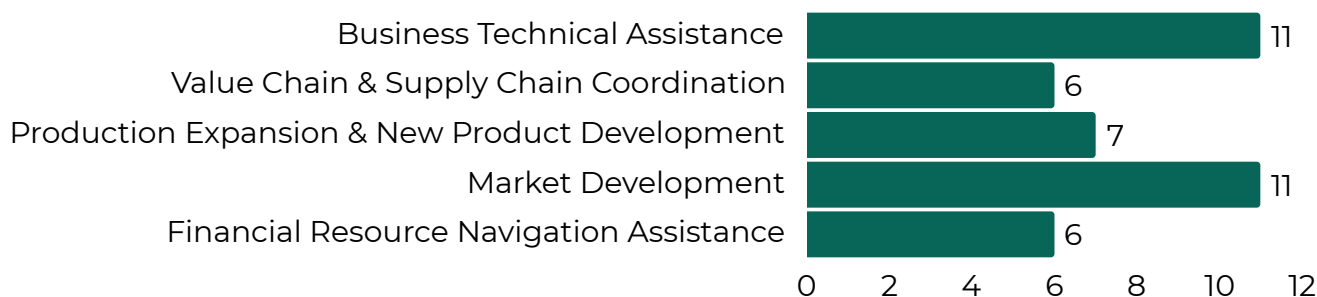 Business Technical Assistance 11
Value Chain & Supply Chain Coordination 6
Production Expansion & New Product Development 7
Market Development 11
Financial Resource Navigation Assistance 6
0 2 4 6 8 10 12